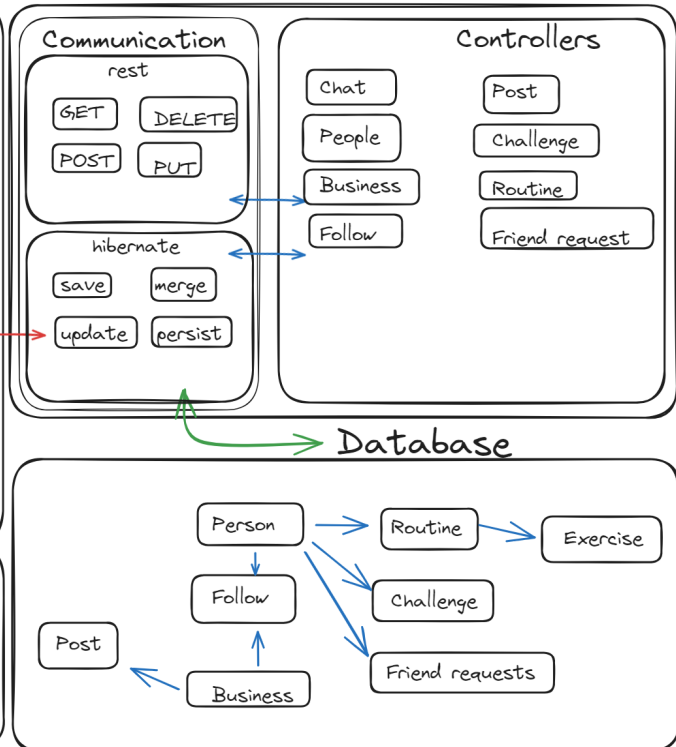 Communication
rest
GET
DELETE
POST
PUT
hibernate
save
merge
update
persist
Controllers
Chat
Post
People
Challenge
Business
Routine
Follow
Friend request
Database
Person
Routine
Exercise
Follow
Challenge
Post
Friend requests
Business